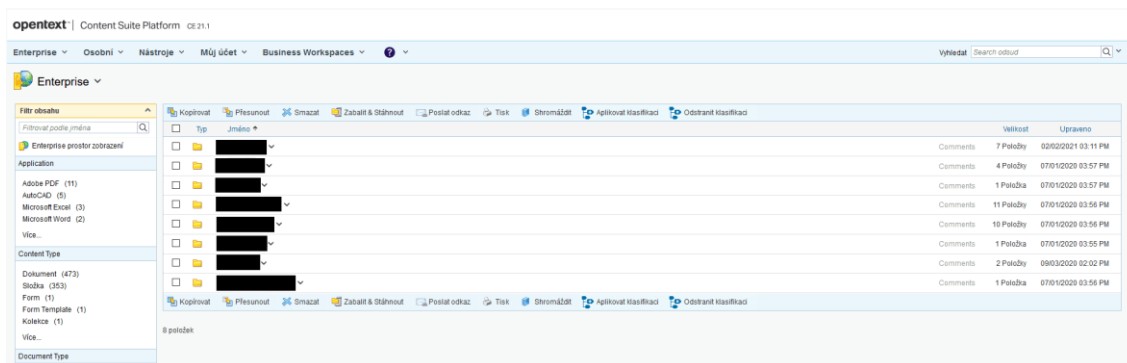 opentext™ | Content Suite Platform CE 21.1
Enterprise Osobní Nástroje Můj účet Business Workspaces ? Vyhledat Search odsud
Enterprise
Filtr obsahu
Filtrovat podle jména
Enterprise prostor zobrazení
Application
Adobe PDF (11)
AutoCAD (5)
Microsoft Excel (3)
Microsoft Word (2)
Více...
Content Type
Dokument (473)
Složka (353)
Form (1)
Form Template (1)
Kolekce (1)
Více...
Document Type
Kopírovat Přesunout Smazat Zabalit & Stáhnout Poslat odkaz Tisk Shromáždit Aplikovat klasifikaci Odstranit klasifikaci
Typ Jméno Velikost Upraveno
Comments 7 Položky 02/02/2021 03:11 PM
Comments 4 Položky 07/01/2020 03:57 PM
Comments 1 Položka 07/01/2020 03:57 PM
Comments 11 Položky 07/01/2020 03:56 PM
Comments 10 Položky 07/01/2020 03:56 PM
Comments 1 Položka 07/01/2020 03:55 PM
Comments 2 Položky 09/03/2020 02:02 PM
Comments 1 Položka 07/01/2020 03:56 PM
Kopírovat Přesunout Smazat Zabalit & Stáhnout Poslat odkaz Tisk Shromáždit Aplikovat klasifikaci Odstranit klasifikaci
8 položek